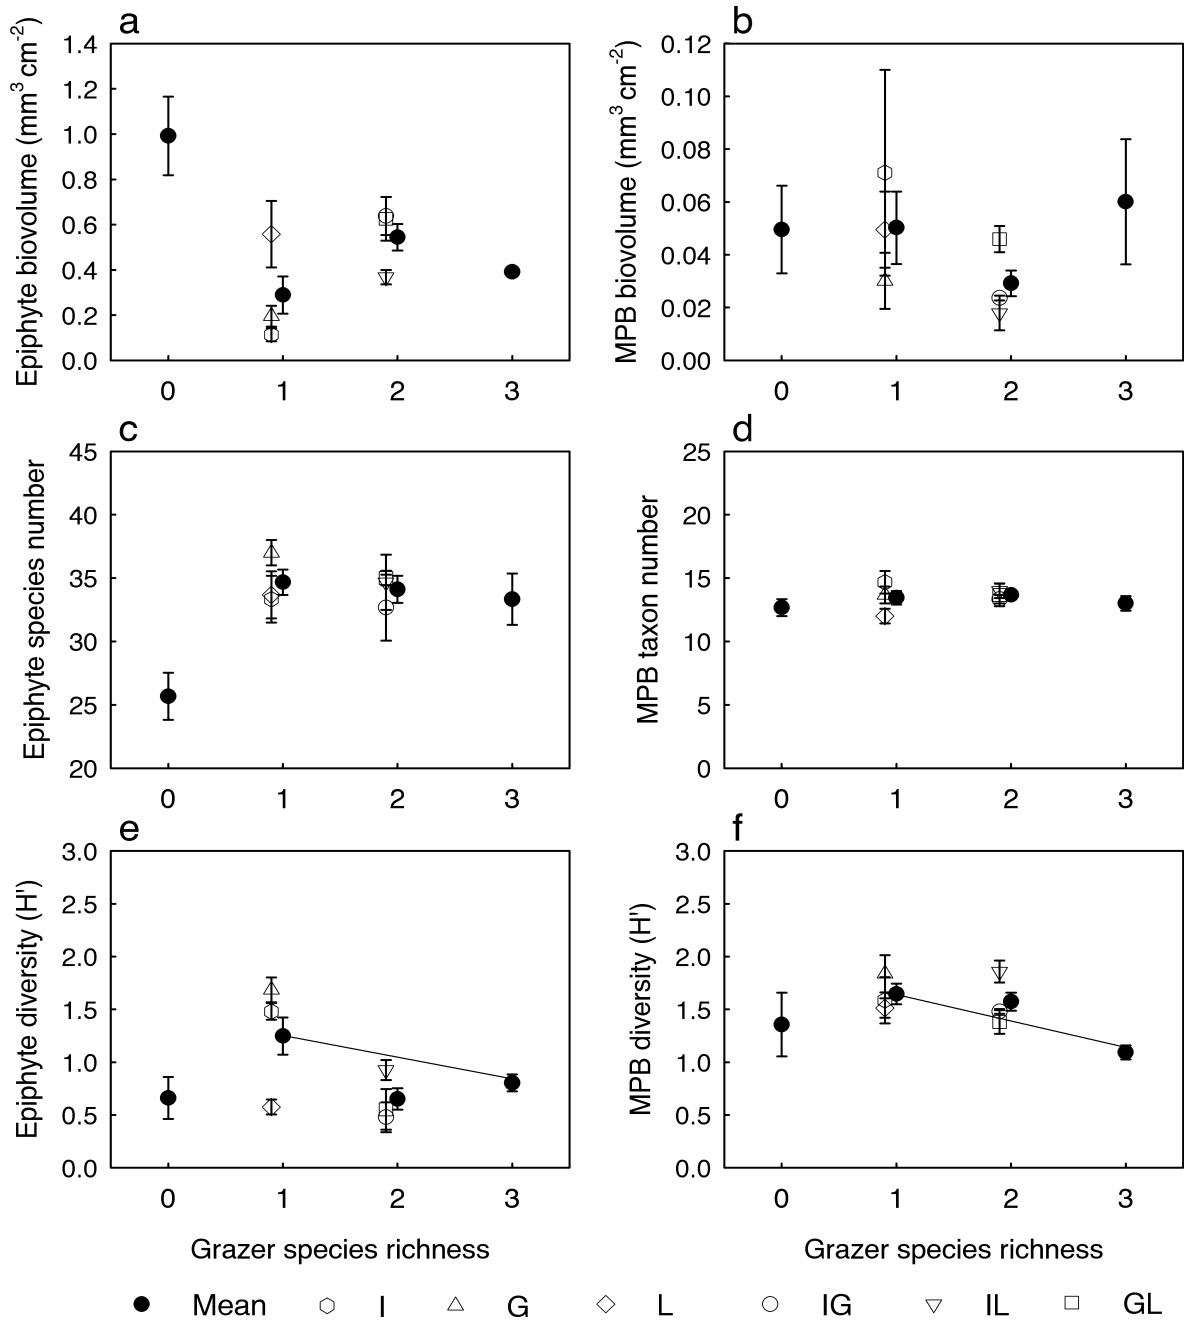 a
Epiphyte biovolume (mm³ cm⁻²)
1.4
1.2
1.0
0.8
0.6
0.4
0.2
0.0
0 1 2 3
b
MPB biovolume (mm³ cm⁻²)
0.12
0.10
0.08
0.06
0.04
0.02
0.00
0 1 2 3
c
Epiphyte species number
45
40
35
30
25
20
0 1 2 3
d
MPB taxon number
25
20
15
10
5
0
0 1 2 3
e
Epiphyte diversity (H')
3.0
2.5
2.0
1.5
1.0
0.5
0.0
0 1 2 3
Grazer species richness
f
MPB diversity (H')
3.0
2.5
2.0
1.5
1.0
0.5
0.0
0 1 2 3
Grazer species richness
Mean I G L IG IL GL